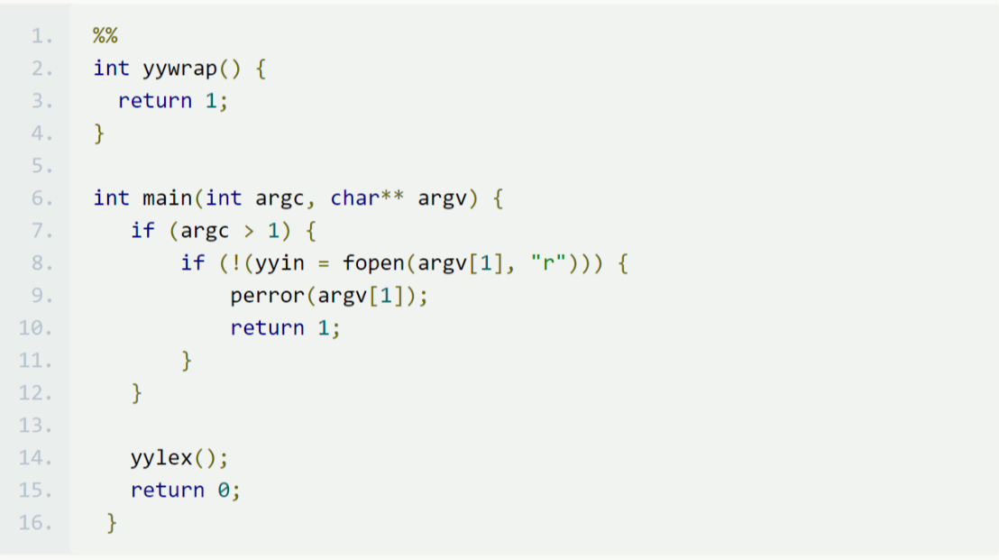 1. %%
2. int yywrap() {
3. return 1;
4. }
5.
6. int main(int argc, char** argv) {
7. if (argc > 1) {
8. if (!(yyin = fopen(argv[1], "r"))) {
9. perror(argv[1]);
10. return 1;
11. }
12. }
13.
14. yylex();
15. return 0;
16. }